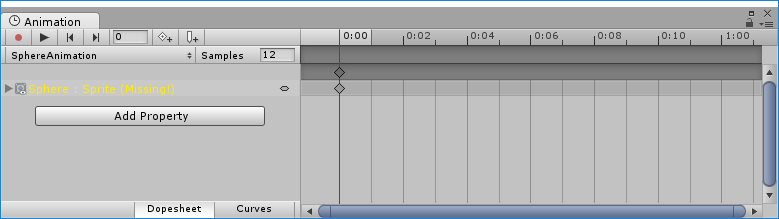 Animation
0 0:00 0:02 0:04 0:06 0:08 0:10 1:00
SphereAnimation Samples 12
Sphere : Sprite (Missing!)
Add Property
Dopesheet Curves